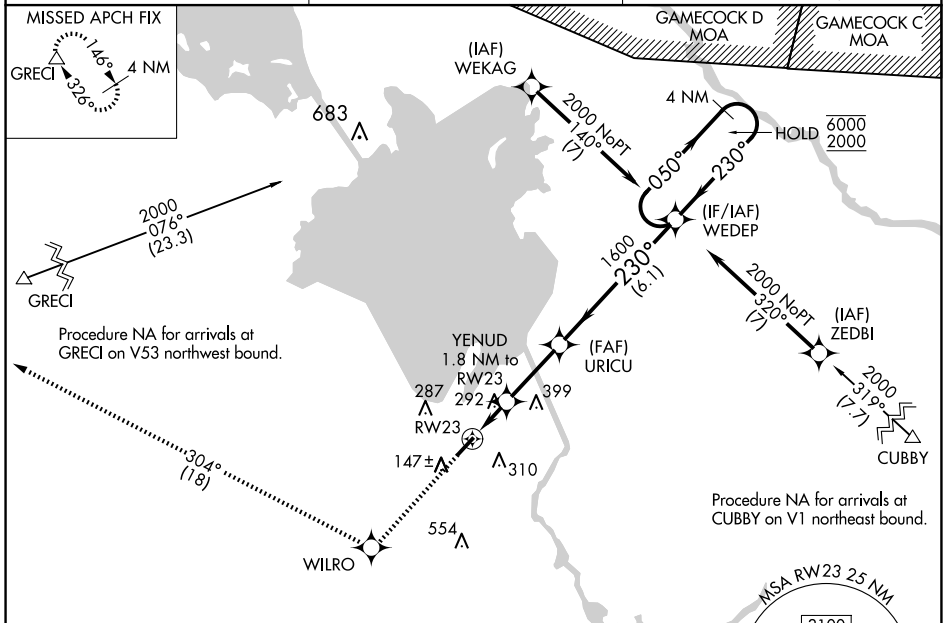 MISSED APCH FIX
GRECI
146°
326°
4 NM
683
GAMECOCK D
MOA
GAMECOCK C
MOA
(IAF)
WEKAG
2000 NoPT
140°
(7)
4 NM
HOLD
6000
2000
050°
230°
(IF/IAF)
WEDEP
2000
076°
(23.3)
GRECI
1600
230°
(6.1)
2000 NoPT
320°
(7)
(IAF)
ZEDBI
Procedure NA for arrivals at
GRECI on V53 northwest bound.
YENUD
1.8 NM to
RW23
(FAF)
URICU
287
292
399
RW23
2000
319°
(7.7)
CUBBY
147±
310
304°
(18)
554
WILRO
Procedure NA for arrivals at
CUBBY on V1 northeast bound.
MSA RW23 25 NM